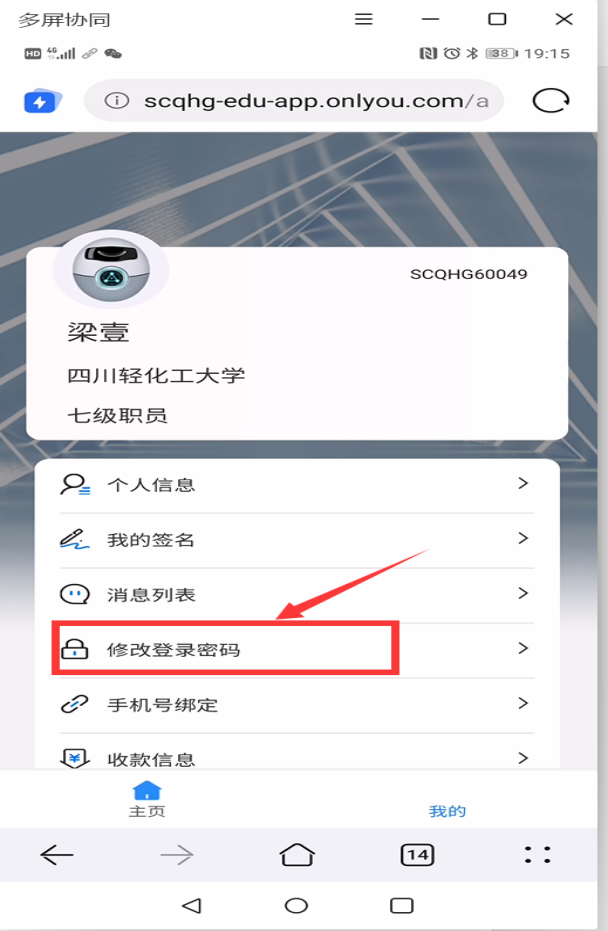 多屏协同
HD 4G 38 19:15
scqhg-edu-app.onlyou.com/a
SCQHG60049
梁壹
四川轻化工大学
七级职员
个人信息
我的签名
消息列表
修改登录密码
手机号绑定
收款信息
主页 我的
14